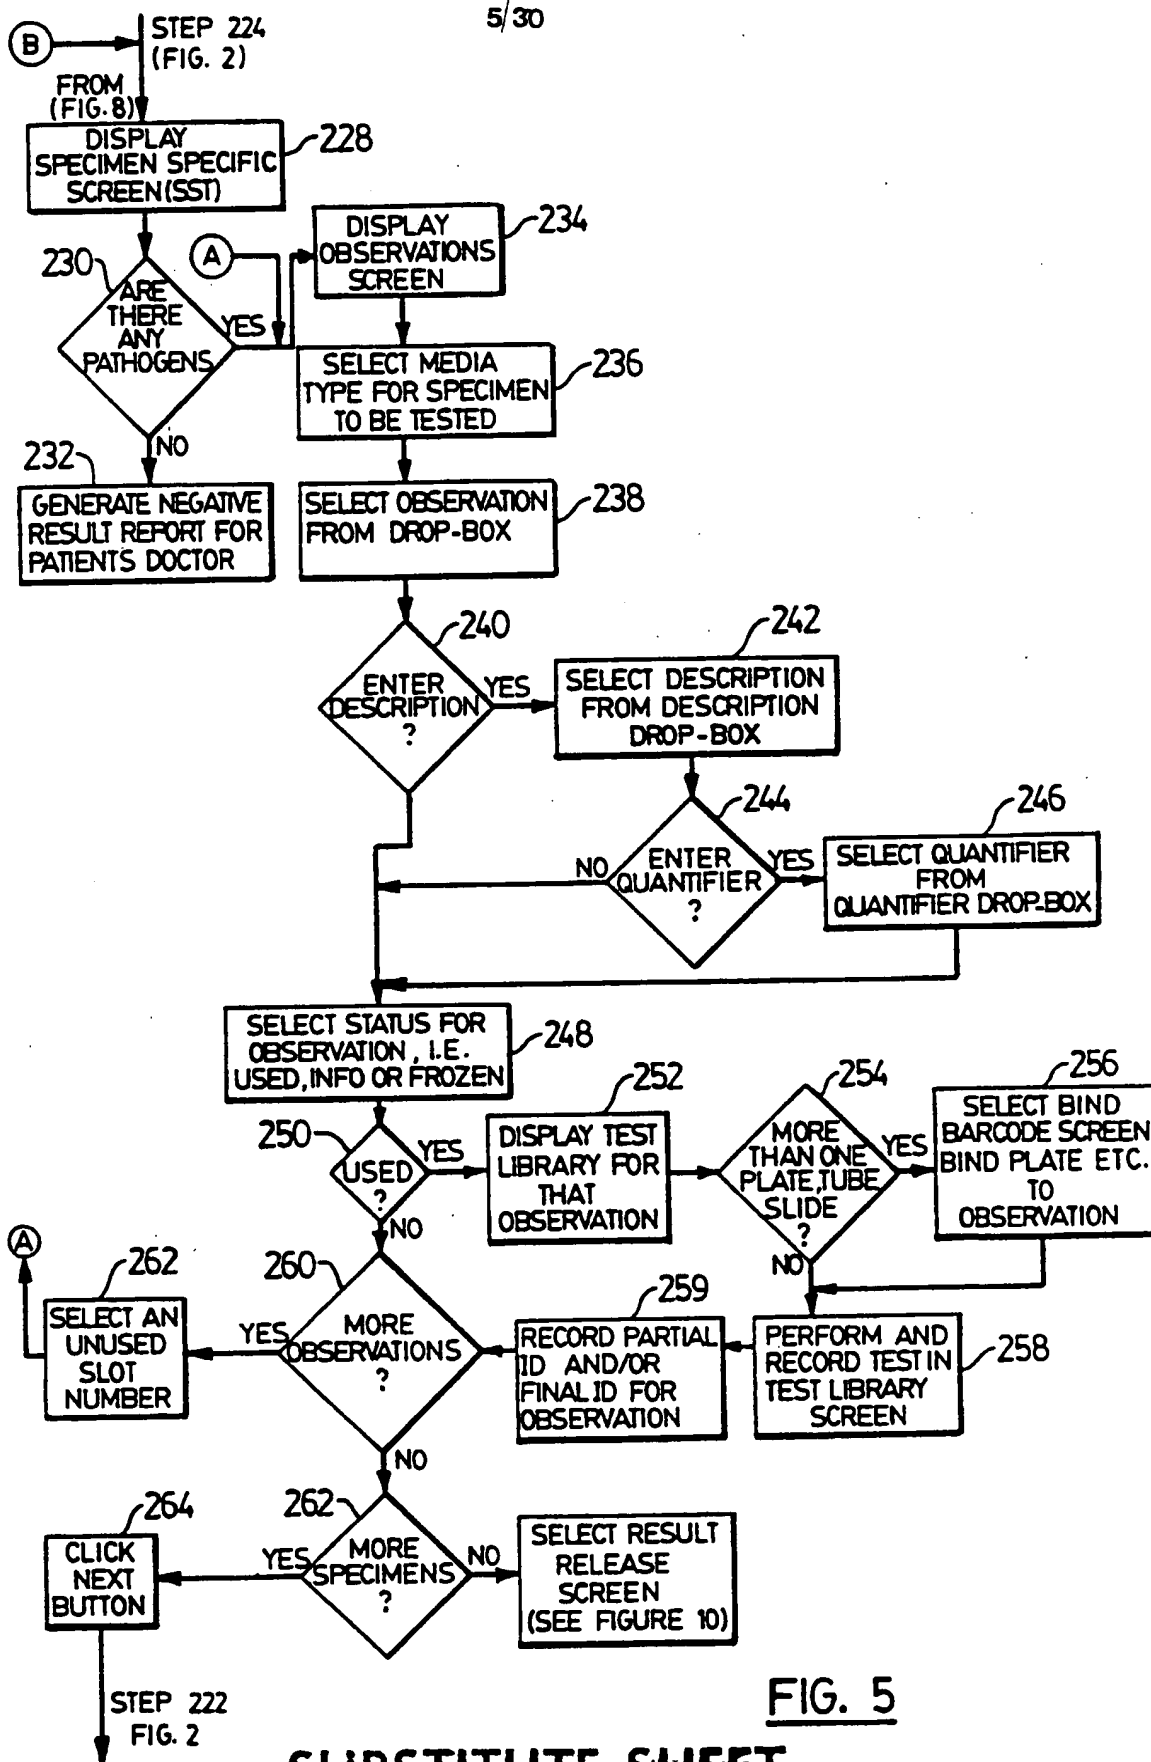 5/30
B
STEP 224
(FIG. 2)
FROM
(FIG. 8)
DISPLAY
SPECIMEN SPECIFIC
SCREEN(SST)
228
230
ARE
THERE
ANY
PATHOGENS
YES
NO
A
DISPLAY
OBSERVATIONS
SCREEN
234
SELECT MEDIA
TYPE FOR SPECIMEN
TO BE TESTED
236
232
GENERATE NEGATIVE
RESULT REPORT FOR
PATIENTS DOCTOR
SELECT OBSERVATION
FROM DROP-BOX
238
240
ENTER
DESCRIPTION
?
YES
242
SELECT DESCRIPTION
FROM DESCRIPTION
DROP-BOX
244
ENTER
QUANTIFIER
?
NO
YES
246
SELECT QUANTIFIER
FROM
QUANTIFIER DROP-BOX
SELECT STATUS FOR
OBSERVATION, I.E.
USED, INFO OR FROZEN
248
250
USED
?
YES
NO
252
DISPLAY TEST
LIBRARY FOR
THAT
OBSERVATION
254
MORE
THAN ONE
PLATE, TUBE
SLIDE
?
YES
NO
256
SELECT BIND
BARCODE SCREEN
BIND PLATE ETC.
TO
OBSERVATION
A
262
SELECT AN
UNUSED
SLOT
NUMBER
260
MORE
OBSERVATIONS
?
YES
NO
259
RECORD PARTIAL
ID AND/OR
FINAL ID FOR
OBSERVATION
PERFORM AND
RECORD TEST IN
TEST LIBRARY
SCREEN
258
264
CLICK
NEXT
BUTTON
262
MORE
SPECIMENS
?
YES
NO
SELECT RESULT
RELEASE
SCREEN
(SEE FIGURE 10)
STEP 222
FIG. 2
FIG. 5
SUBSTITUTE SHEET